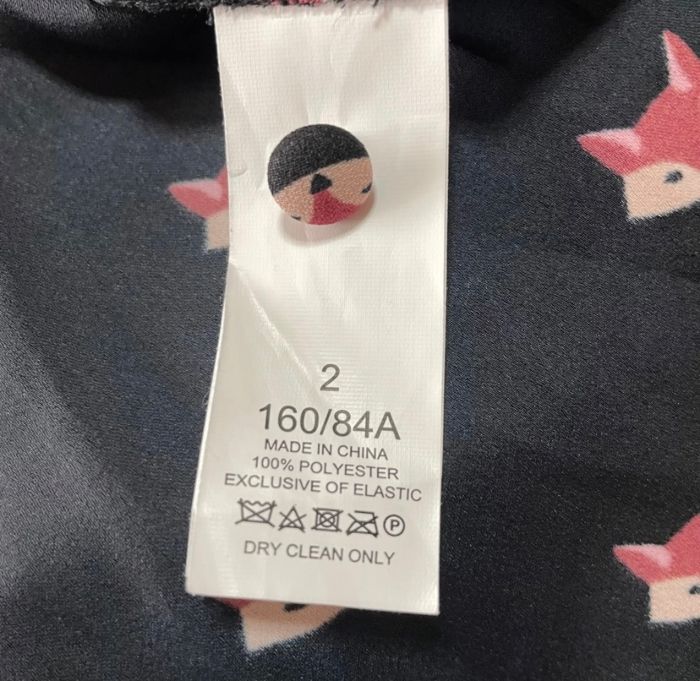 2
160/84A
MADE IN CHINA
100% POLYESTER
EXCLUSIVE OF ELASTIC
P
DRY CLEAN ONLY